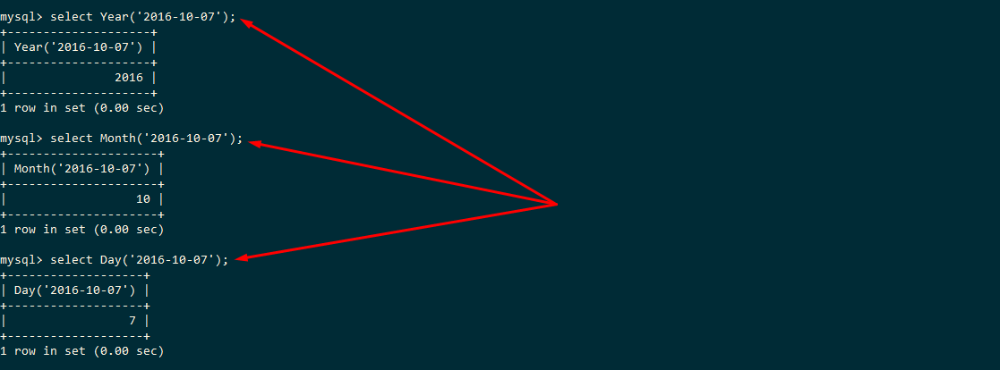 mysql> select Year('2016-10-07');
+--------------------+
| Year('2016-10-07') |
+--------------------+
|               2016 |
+--------------------+
1 row in set (0.00 sec)
mysql> select Month('2016-10-07');
+---------------------+
| Month('2016-10-07') |
+---------------------+
|                  10 |
+---------------------+
1 row in set (0.00 sec)
mysql> select Day('2016-10-07');
+-------------------+
| Day('2016-10-07') |
+-------------------+
|                 7 |
+-------------------+
1 row in set (0.00 sec)